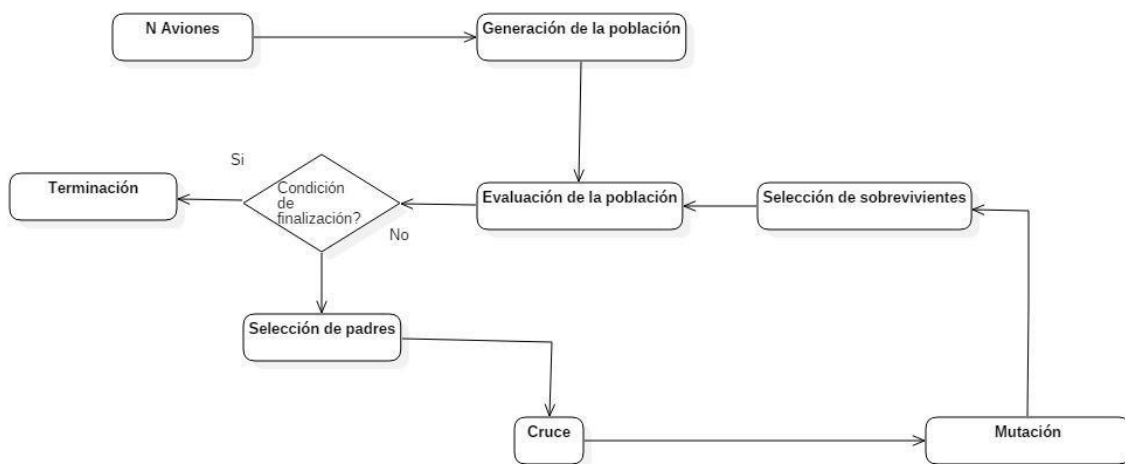 N Aviones
Generación de la población
Si
Terminación
Condición
de
finalización?
Evaluación de la población
Selección de sobrevivientes
No
Selección de padres
Cruce
Mutación